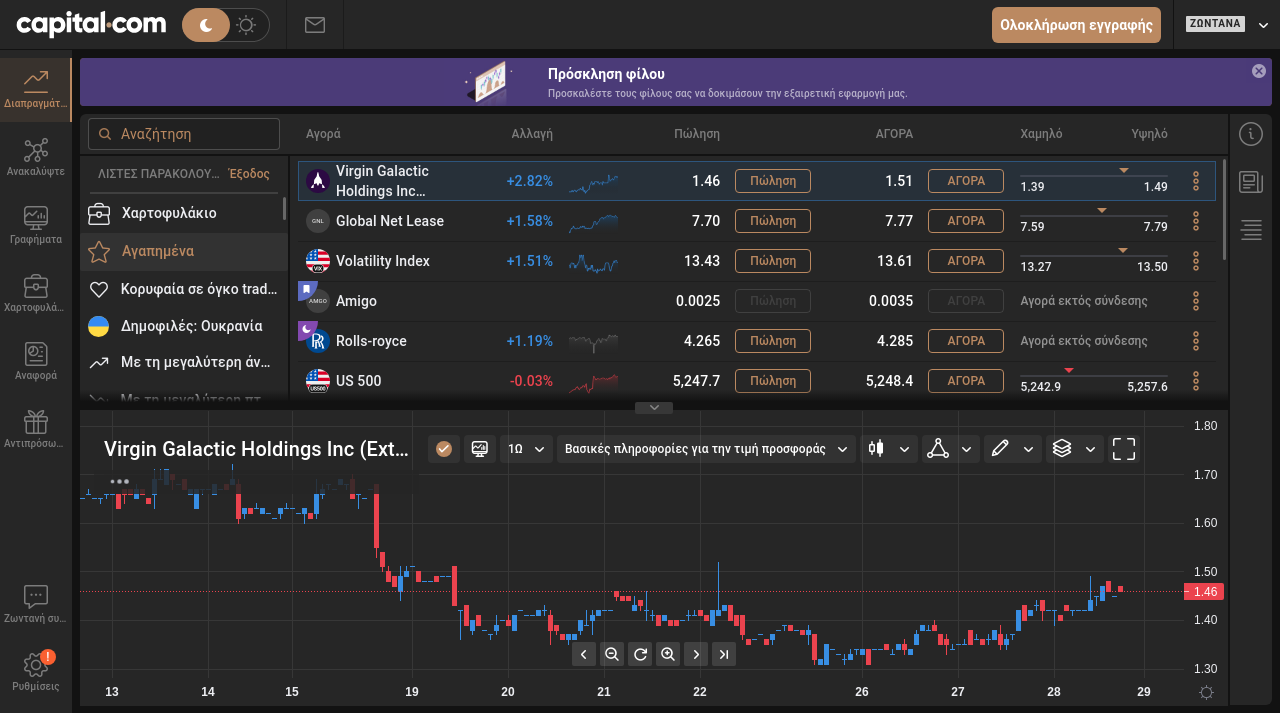 capital.com
Ολοκλήρωση εγγραφής
ΖΩΝΤΑΝΑ
Πρόσκληση φίλου
Προσκαλέστε τους φίλους σας να δοκιμάσουν την εξαιρετική εφαρμογή μας.
Διαπραγμάτ...
Ανακαλύψτε
Γραφήματα
Χαρτοφυλά...
Αναφορά
Αντιπρόσω...
Ζωντανή συ...
!
Ρυθμίσεις
Αναζήτηση
ΛΙΣΤΕΣ ΠΑΡΑΚΟΛΟΥ... Έξοδος
Χαρτοφυλάκιο
Αγαπημένα
Κορυφαία σε όγκο trad...
Δημοφιλές: Ουκρανία
Με τη μεγαλύτερη άν...
Με τη μεγαλύτερη πτ...
Αγορά Αλλαγή Πώληση ΑΓΟΡΑ Χαμηλό Υψηλό
Virgin Galactic
Holdings Inc... +2.82% 1.46 Πώληση 1.51 ΑΓΟΡΑ 1.39 1.49
GNL Global Net Lease +1.58% 7.70 Πώληση 7.77 ΑΓΟΡΑ 7.59 7.79
VIX Volatility Index +1.51% 13.43 Πώληση 13.61 ΑΓΟΡΑ 13.27 13.50
AMGO Amigo 0.0025 Πώληση 0.0035 ΑΓΟΡΑ Αγορά εκτός σύνδεσης
Rolls-royce +1.19% 4.265 Πώληση 4.285 ΑΓΟΡΑ Αγορά εκτός σύνδεσης
US500 US 500 -0.03% 5,247.7 Πώληση 5,248.4 ΑΓΟΡΑ 5,242.9 5,257.6
Virgin Galactic Holdings Inc (Ext...
1Ω
Βασικές πληροφορίες για την τιμή προσφοράς
1.80
1.70
1.60
1.50
1.46
1.40
1.30
13 14 15 19 20 21 22 26 27 28 29